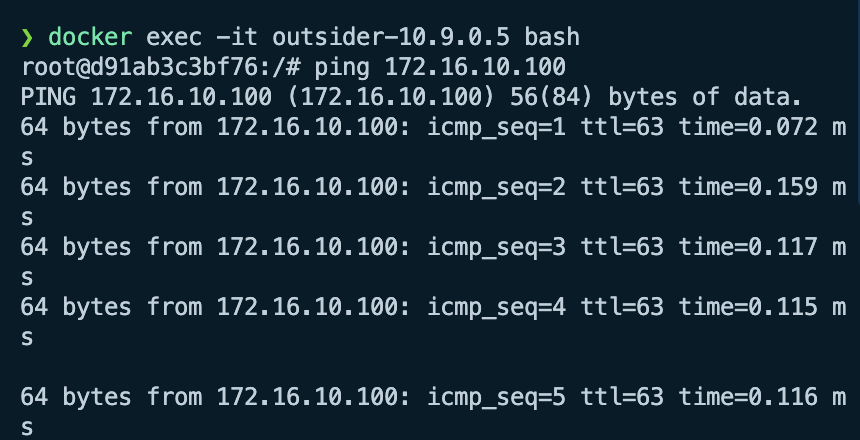 ❯ docker exec -it outsider-10.9.0.5 bash
root@d91ab3c3bf76:/# ping 172.16.10.100
PING 172.16.10.100 (172.16.10.100) 56(84) bytes of data.
64 bytes from 172.16.10.100: icmp_seq=1 ttl=63 time=0.072 m
s
64 bytes from 172.16.10.100: icmp_seq=2 ttl=63 time=0.159 m
s
64 bytes from 172.16.10.100: icmp_seq=3 ttl=63 time=0.117 m
s
64 bytes from 172.16.10.100: icmp_seq=4 ttl=63 time=0.115 m
s
64 bytes from 172.16.10.100: icmp_seq=5 ttl=63 time=0.116 m
s